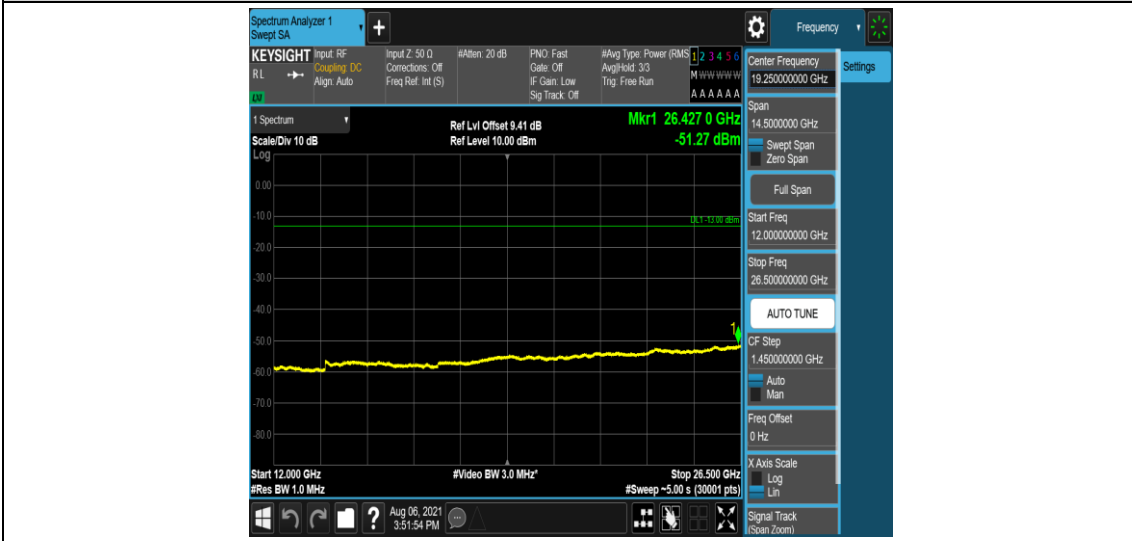 Spectrum Analyzer 1
Swept SA
+
Frequency
KEYSIGHT
RL
Input: RF
Coupling: DC
Align: Auto
Input Z: 50 Ω
Corrections: Off
Freq Ref: Int (S)
#Atten: 20 dB
PNO: Fast
Gate: Off
IF Gain: Low
Sig Track: Off
#Avg Type: Power (RMS
Avg|Hold: 3/3
Trig: Free Run
1 2 3 4 5 6
M W W W W W
A A A A A A
1 Spectrum
Scale/Div 10 dB
Ref Lvl Offset 9.41 dB
Ref Level 10.00 dBm
Mkr1 26.427 0 GHz
-51.27 dBm
Log
0.00
-10.0
-20.0
-30.0
-40.0
-50.0
-60.0
-70.0
-80.0
DL1 -13.00 dBm
1
Start 12.000 GHz
#Res BW 1.0 MHz
#Video BW 3.0 MHz*
Stop 26.500 GHz
#Sweep ~5.00 s (30001 pts)
?
Aug 06, 2021
3:51:54 PM
Center Frequency
19.250000000 GHz
Settings
Span
14.5000000 GHz
Swept Span
Zero Span
Full Span
Start Freq
12.000000000 GHz
Stop Freq
26.500000000 GHz
AUTO TUNE
CF Step
1.450000000 GHz
Auto
Man
Freq Offset
0 Hz
X Axis Scale
Log
Lin
Signal Track
(Span Zoom)